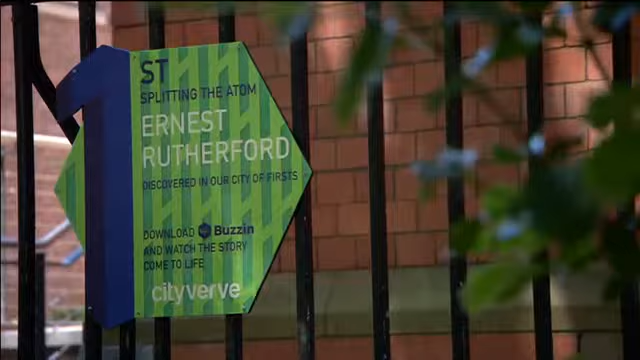 1ST
SPLITTING THE ATOM
ERNEST
RUTHERFORD
DISCOVERED IN OUR CITY OF FIRSTS
DOWNLOAD Buzzin
AND WATCH THE STORY
COME TO LIFE
cityverve